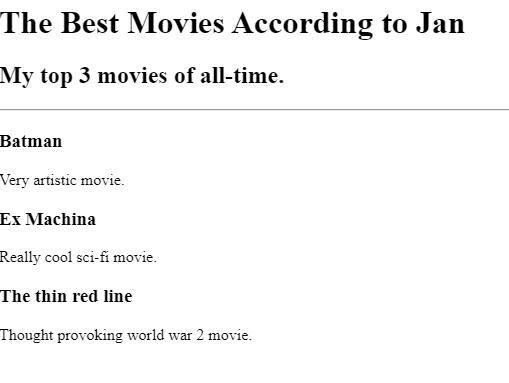 The Best Movies According to Jan
My top 3 movies of all-time.
Batman
Very artistic movie.
Ex Machina
Really cool sci-fi movie.
The thin red line
Thought provoking world war 2 movie.